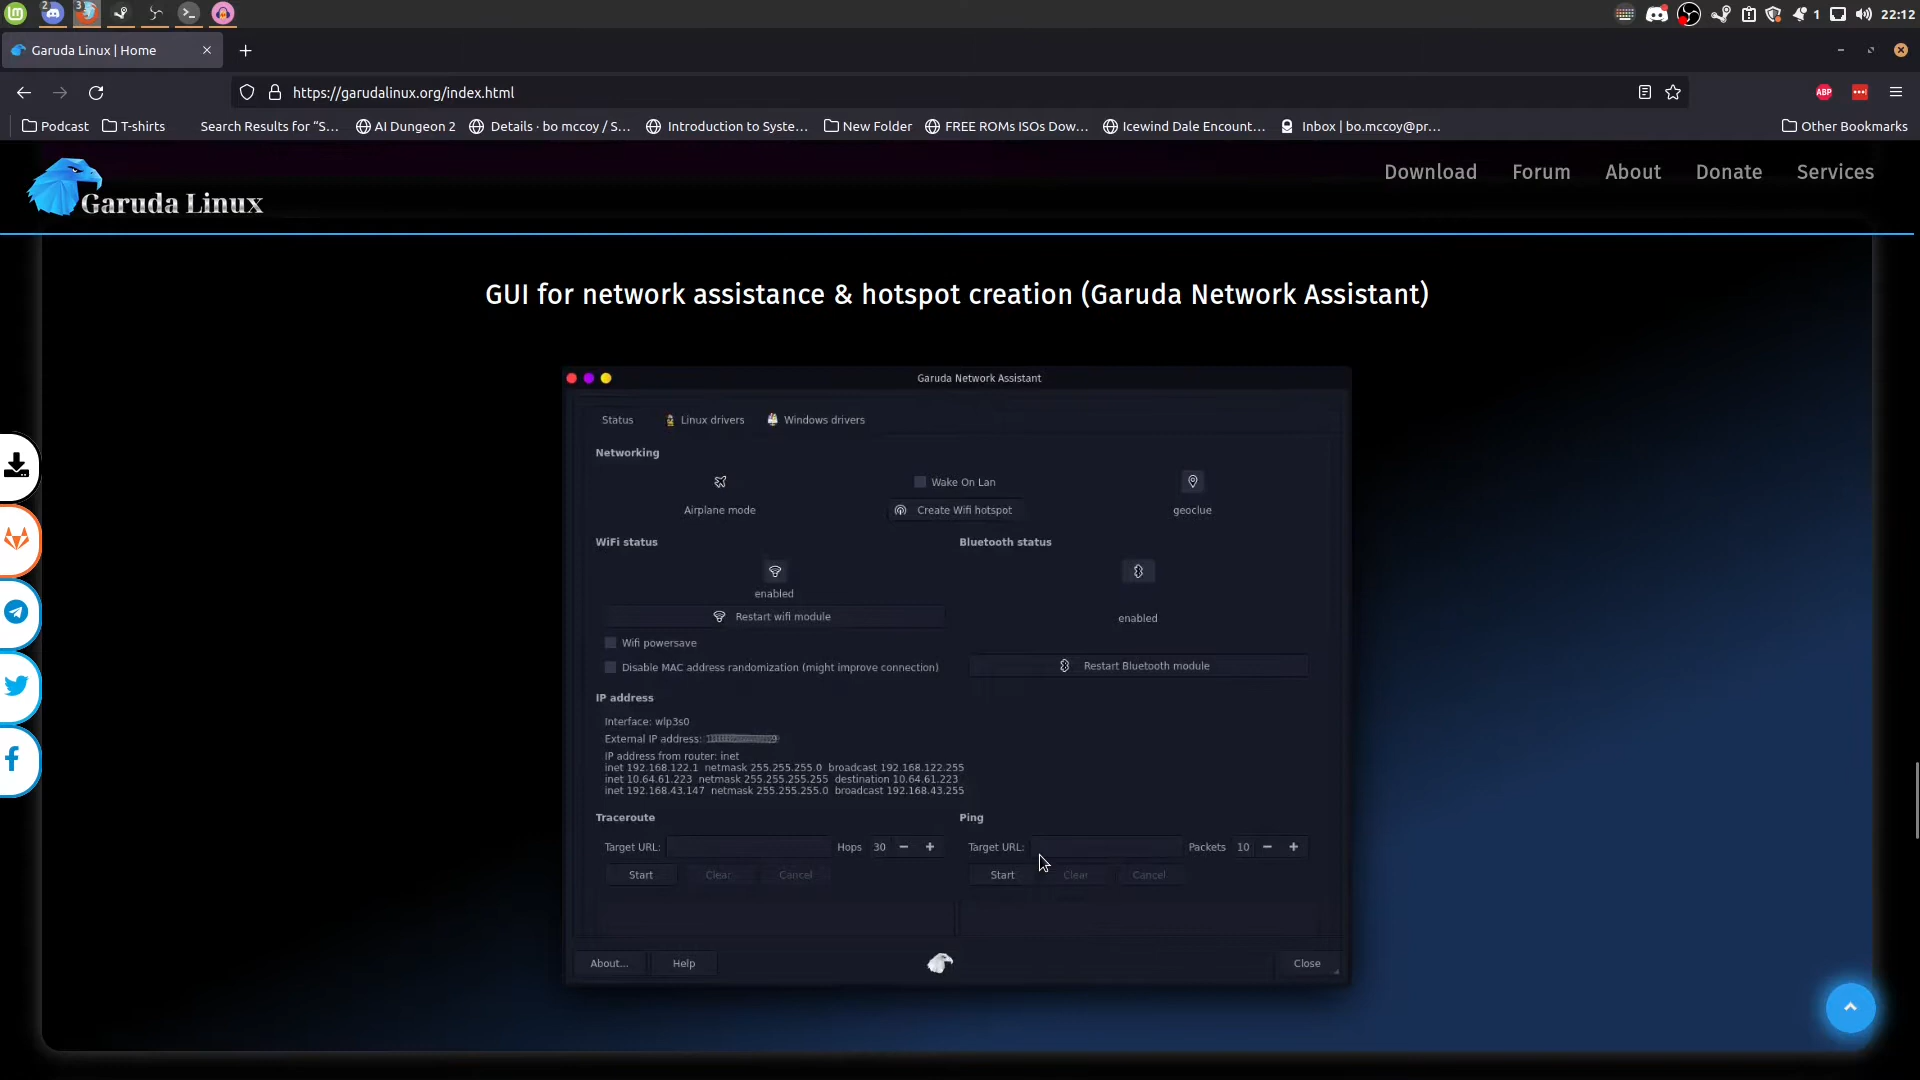 2
3
1
22:12
Garuda Linux | Home
https://garudalinux.org/index.html
ABP
Podcast
T-shirts
Search Results for “S...
AI Dungeon 2
Details · bo mccoy / S...
Introduction to Syste...
New Folder
FREE ROMs ISOs Dow...
Icewind Dale Encount...
Inbox | bo.mccoy@pr...
Other Bookmarks
Garuda Linux
Download
Forum
About
Donate
Services
GUI for network assistance & hotspot creation (Garuda Network Assistant)
Garuda Network Assistant
Status
Linux drivers
Windows drivers
Networking
Wake On Lan
Airplane mode
Create Wifi hotspot
geoclue
WiFi status
Bluetooth status
enabled
Restart wifi module
enabled
Wifi powersave
Disable MAC address randomization (might improve connection)
Restart Bluetooth module
IP address
Interface: wlp3s0
External IP address:
IP address from router: inet
inet 192.168.122.1 netmask 255.255.255.0 broadcast 192.168.122.255
inet 10.64.61.223 netmask 255.255.255.255 destination 10.64.61.223
inet 192.168.43.147 netmask 255.255.255.0 broadcast 192.168.43.255
Traceroute
Ping
Target URL:
Hops 30 − +
Target URL:
Packets 10 − +
Start
Clear
Cancel
Start
Clear
Cancel
About...
Help
Close